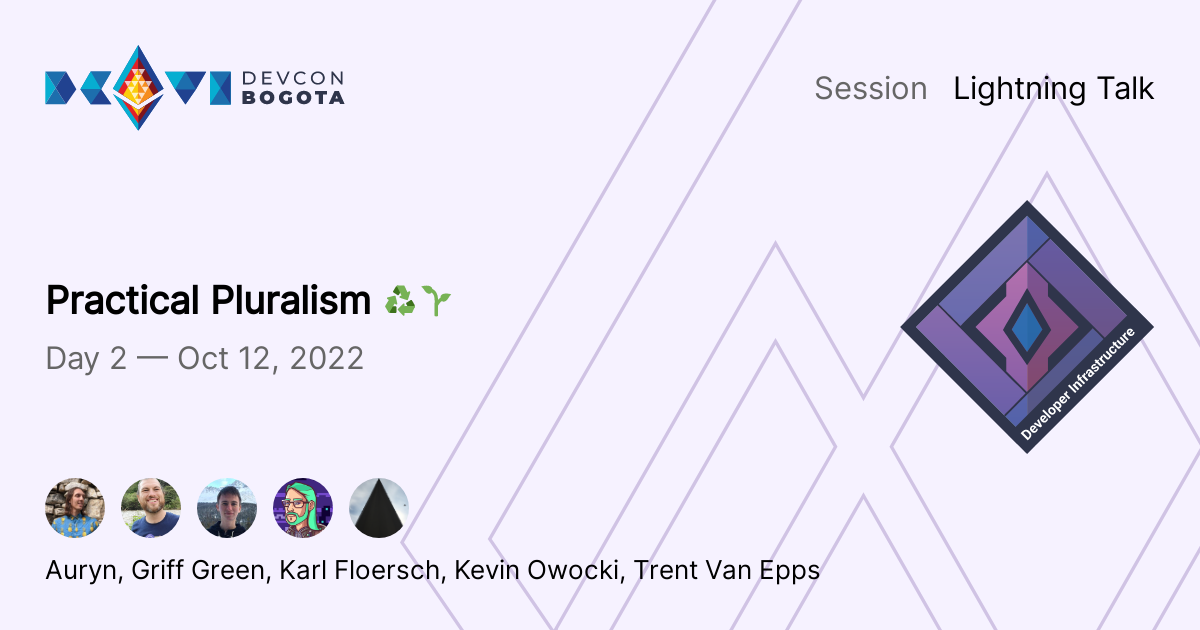 DEVCON
BOGOTA
Session Lightning Talk
Practical Pluralism ♻️🌱
Day 2 — Oct 12, 2022
Developer Infrastructure
Auryn, Griff Green, Karl Floersch, Kevin Owocki, Trent Van Epps